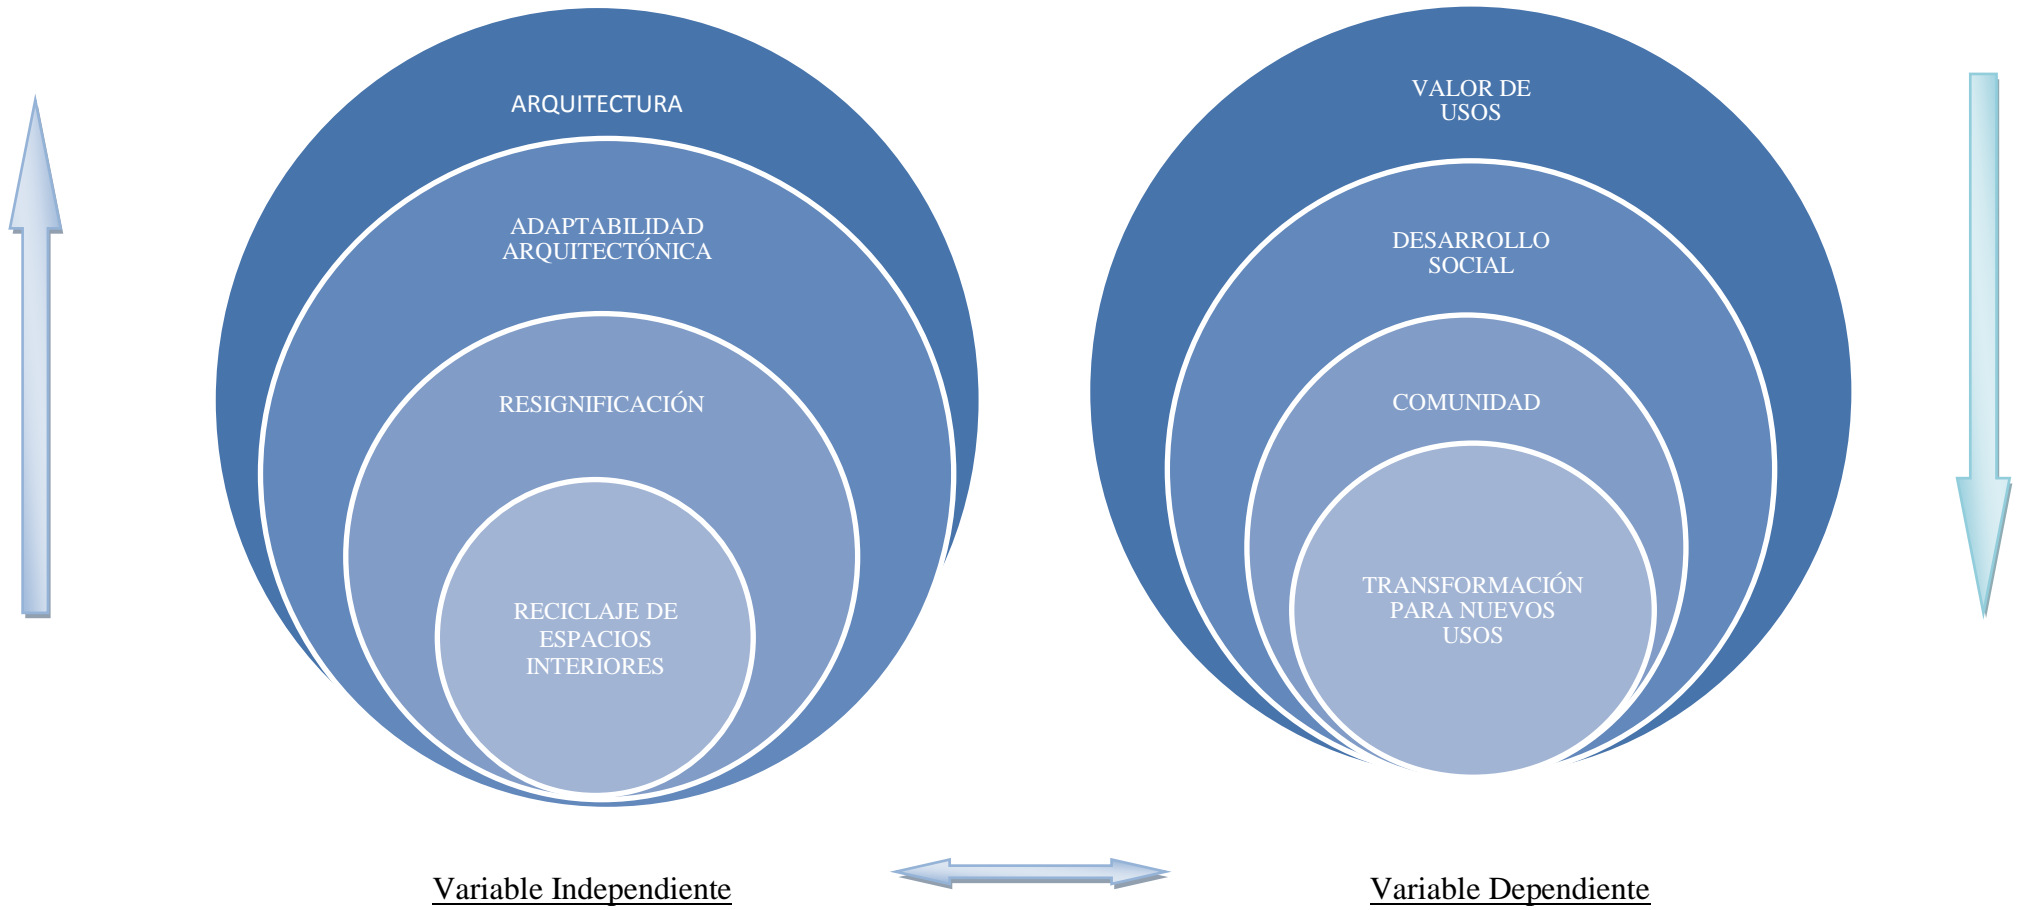 ARQUITECTURA
ADAPTABILIDAD
ARQUITECTÓNICA
RESIGNIFICACIÓN
RECICLAJE DE
ESPACIOS
INTERIORES
VALOR DE
USOS
DESARROLLO
SOCIAL
COMUNIDAD
TRANSFORMACIÓN
PARA NUEVOS
USOS
Variable Independiente
Variable Dependiente